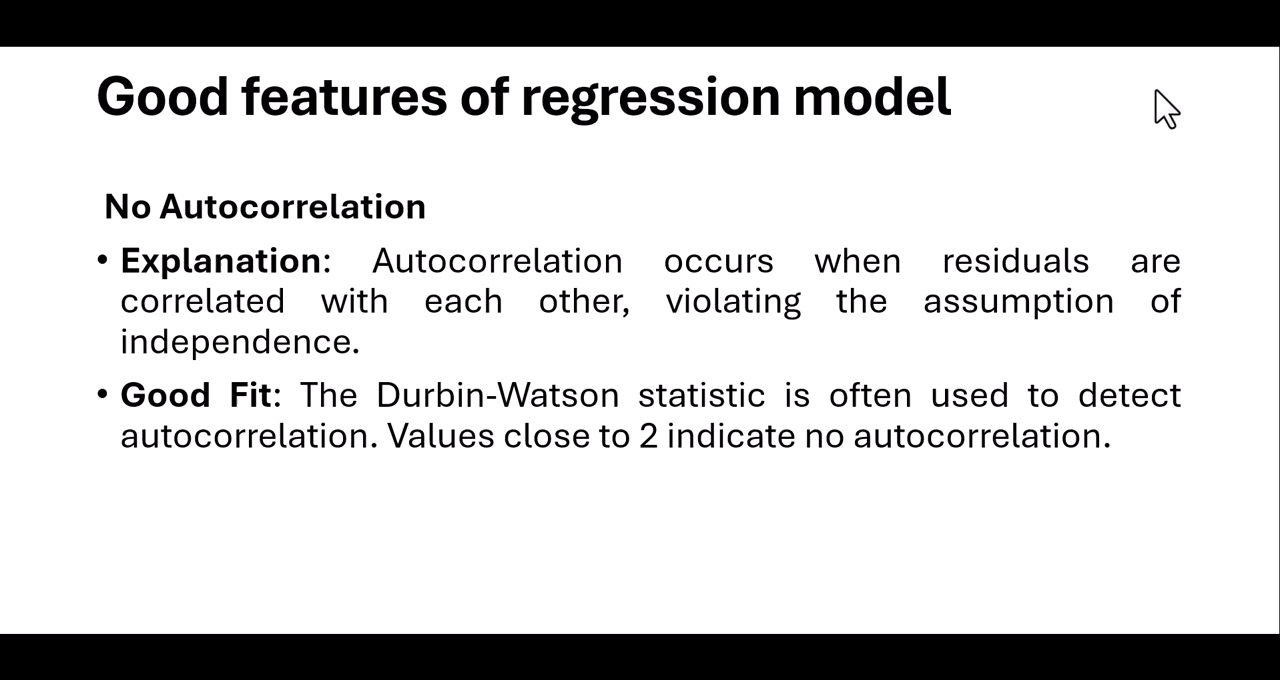 Good features of regression model
No Autocorrelation
• Explanation: Autocorrelation occurs when residuals are
correlated with each other, violating the assumption of
independence.
• Good Fit: The Durbin-Watson statistic is often used to detect
autocorrelation. Values close to 2 indicate no autocorrelation.